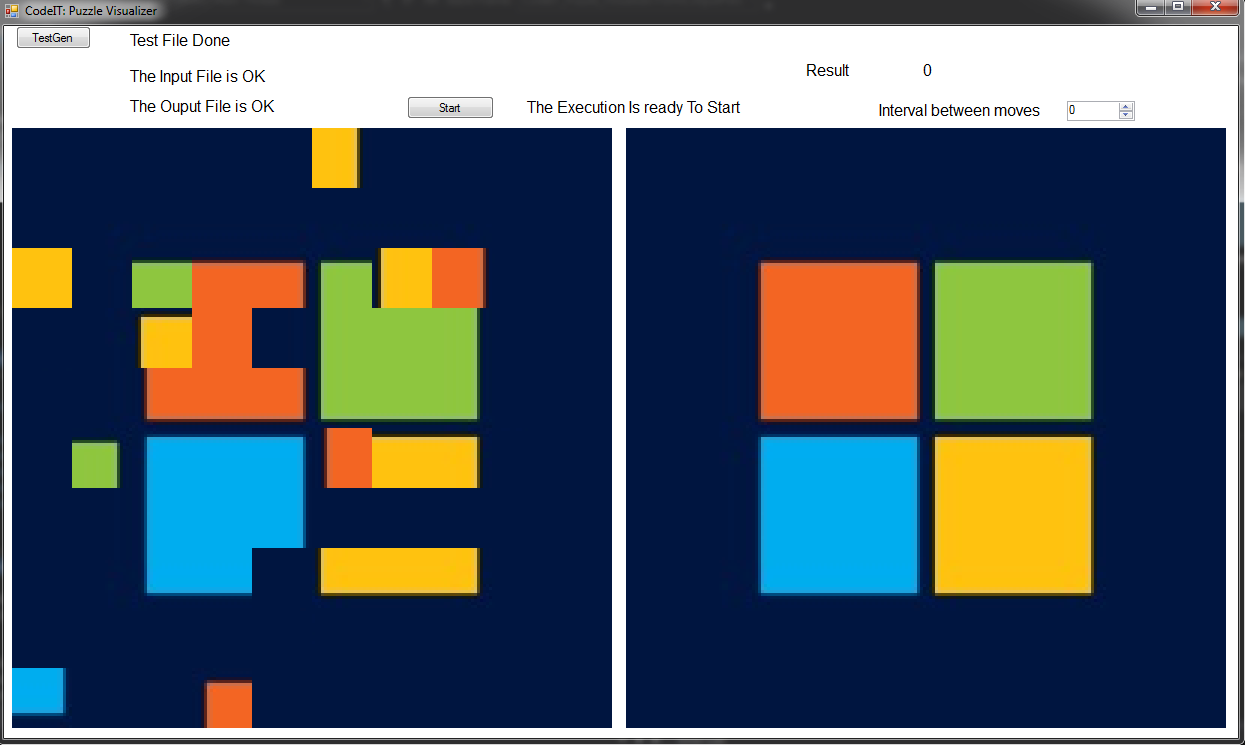 CodeIT: Puzzle Visualizer
TestGen
Test File Done
The Input File is OK
Result 0
The Ouput File is OK
Start
The Execution Is ready To Start
Interval between moves
0